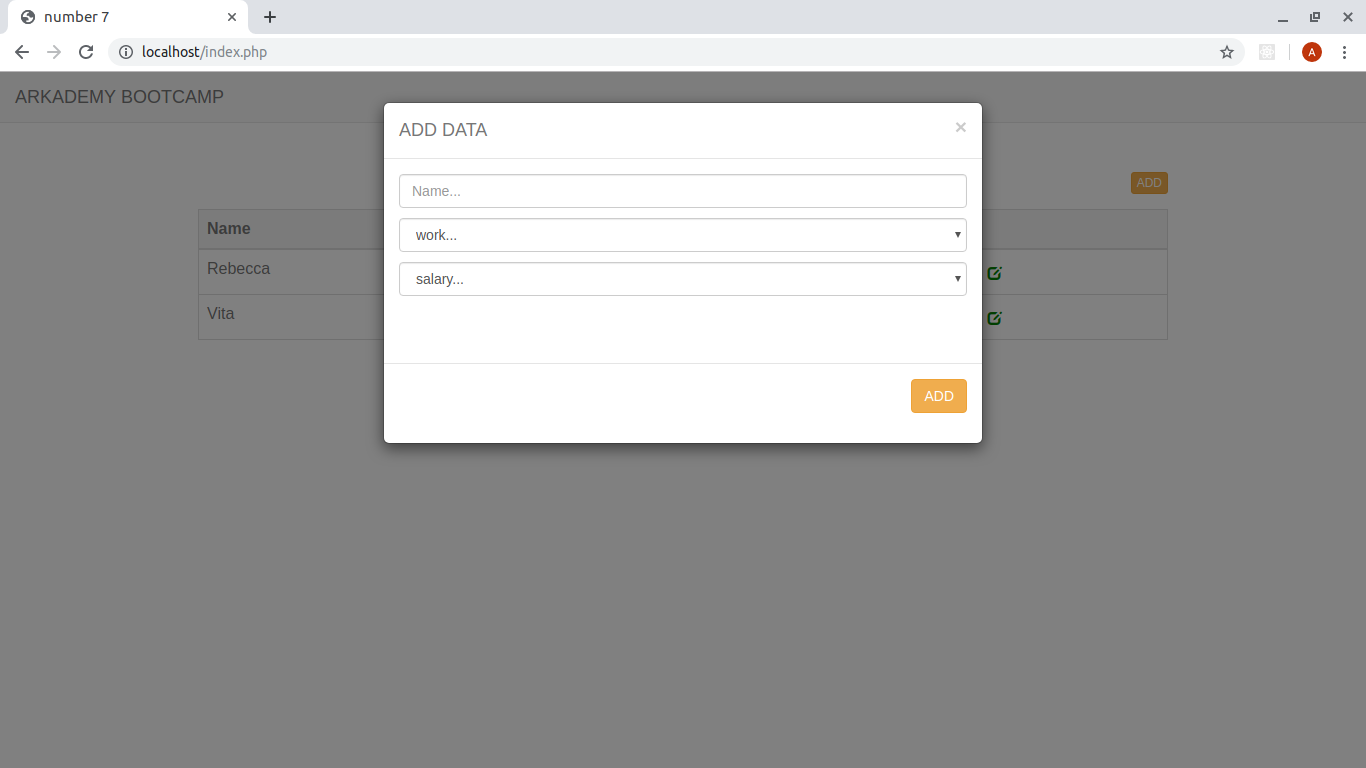 number 7
localhost/index.php
A
ARKADEMY BOOTCAMP
ADD DATA
×
Name...
work...
salary...
ADD
ADD
Name
Rebecca
Vita